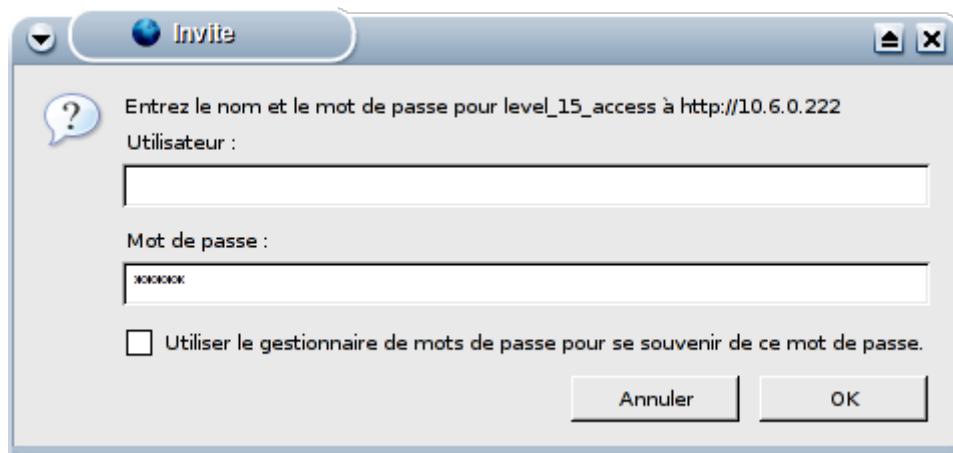 Invite
Entrez le nom et le mot de passe pour level_15_access à http://10.6.0.222
Utilisateur :
Mot de passe :
******
Utiliser le gestionnaire de mots de passe pour se souvenir de ce mot de passe.
Annuler
OK